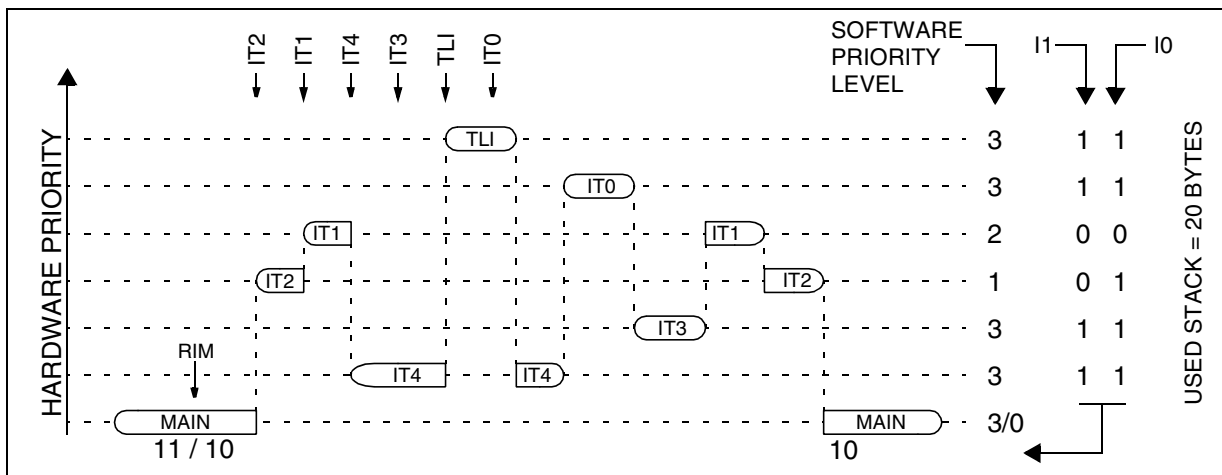 IT2
IT1
IT4
IT3
TLI
IT0
SOFTWARE
PRIORITY
LEVEL
I1
I0
HARDWARE PRIORITY
TLI
3
1 1
IT0
3
1 1
IT1
IT1
2
0 0
IT2
IT2
1
0 1
IT3
3
1 1
RIM
IT4
IT4
3
1 1
MAIN
MAIN
3/0
11 / 10
10
USED STACK = 20 BYTES